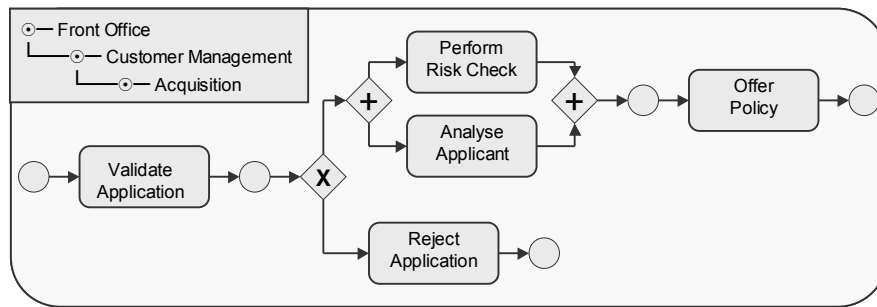 Front Office
Customer Management
Acquisition
Perform
Risk Check
Offer
Policy
Analyse
Applicant
Validate
Application
X
Reject
Application